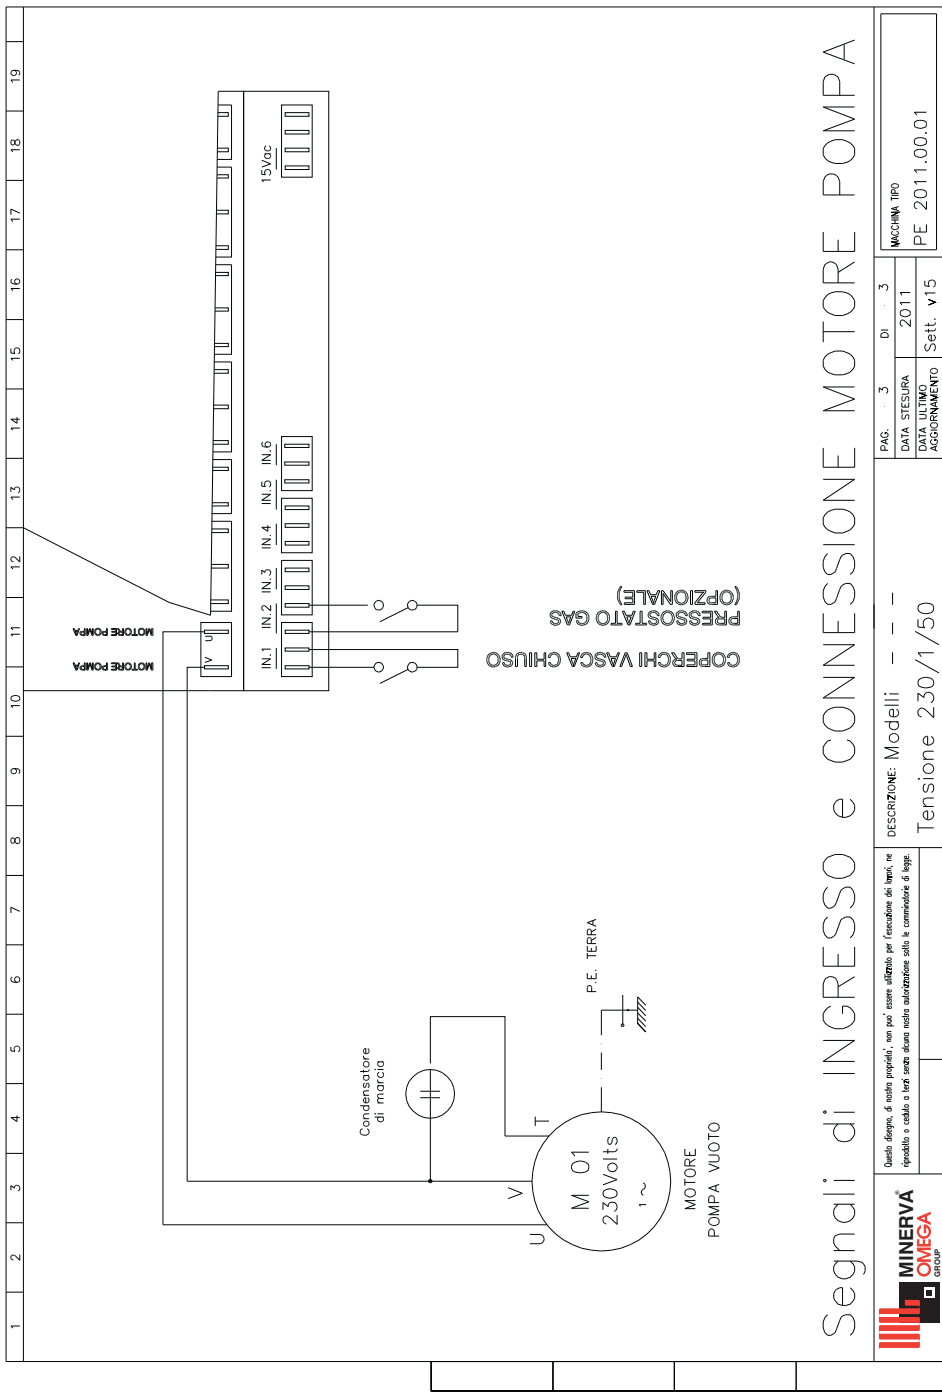 1 2 3 4 5 6 7 8 9 10 11 12 13 14 15 16 17 18 19
MOTORE POMPA
MOTORE POMPA
V U
IN.1 IN.2 IN.3 IN.4 IN.5 IN.6 15Vac
COPERCHI VASCA CHIUSO
PRESSOSTATO GAS
(OPZIONALE)
Condensatore
di marcia
P.E. TERRA
U V T
M 01
230Volts
1 ~
MOTORE
POMPA VUOTO
Segnali di INGRESSO e CONNESSIONE MOTORE POMPA
MINERVA®
OMEGA
GROUP
Questo disegno, di nostra proprieta', non puo' essere utilizzato per l'esecuzione dei lavori, ne
riprodotto o ceduto a terzi senza alcuna nostra autorizzazione sotto le comminatorie di legge.
DESCRIZIONE: Modelli - - -
Tensione 230/1/50
PAG. 3 DI 3
DATA STESURA 2011
DATA ULTIMO
AGGIORNAMENTO Sett. v15
MACCHINA TIPO
PE 2011.00.01